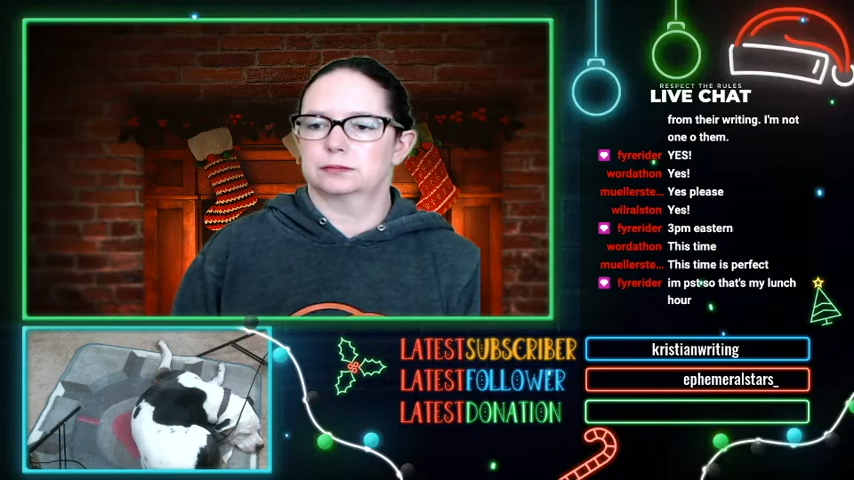 RESPECT THE RULES
LIVE CHAT
from their writing. I'm not
one o them.
fyrerider YES!
wordathon Yes!
muellerste... Yes please
wilralston Yes!
fyrerider 3pm eastern
wordathon This time
muellerste... This time is perfect
fyrerider im pst so that's my lunch
hour
LATESTSUBSCRIBER kristianwriting
LATESTFOLLOWER ephemeralstars_
LATESTDONATION